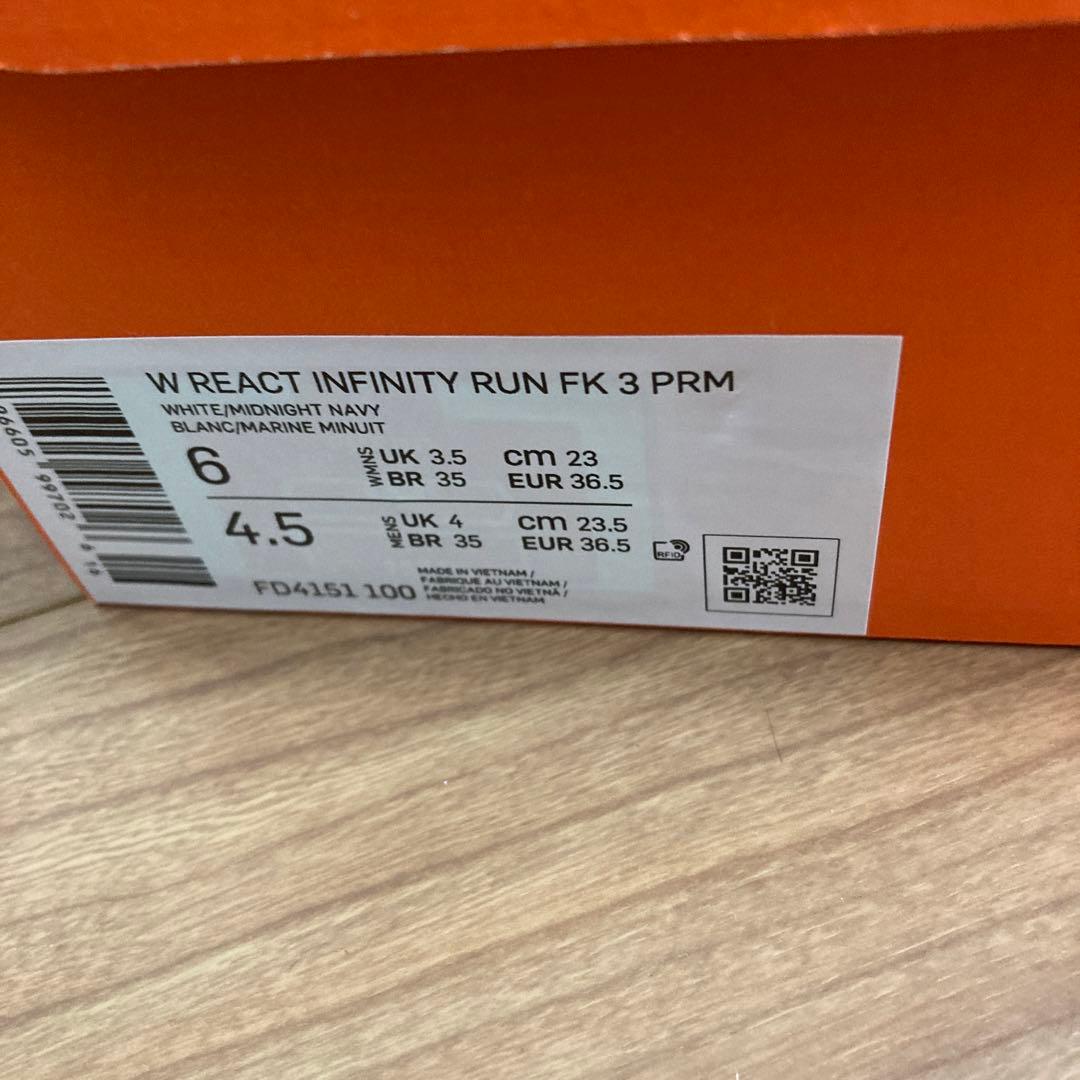 W REACT INFINITY RUN FK 3 PRM
WHITE/MIDNIGHT NAVY
BLANC/MARINE MINUIT
6 WMNS UK 3.5 cm 23
BR 35 EUR 36.5
4.5 MENS UK 4 cm 23.5
BR 35 EUR 36.5
RFID
FD4151 100
MADE IN VIETNAM /
FABRIQUE AU VIETNAM /
FABRICADO NO VIETNÃ /
HECHO EN VIETNAM